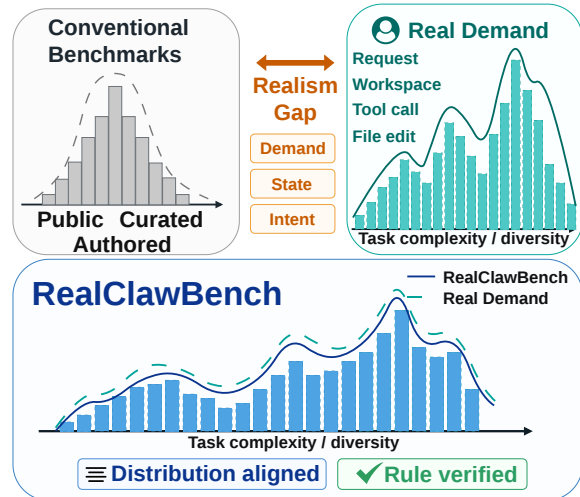 Conventional
Benchmarks
Public Curated
Authored
Realism
Gap
Demand
State
Intent
Real Demand
Request
Workspace
Tool call
File edit
Task complexity / diversity
RealClawBench
RealClawBench
Real Demand
Task complexity / diversity
Distribution aligned
Rule verified